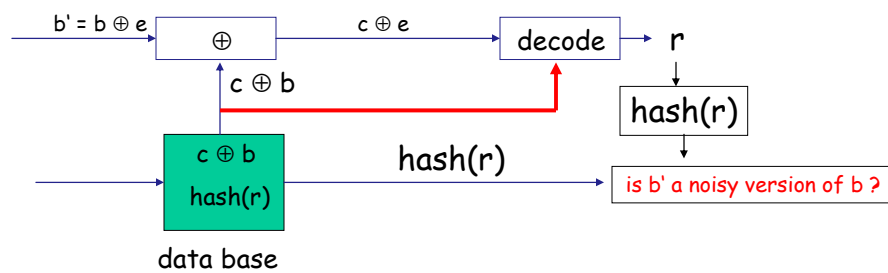 b' = b ⊕ e
⊕
c ⊕ e
decode
r
c ⊕ b
hash(r)
c ⊕ b
hash(r)
hash(r)
is b' a noisy version of b ?
data base